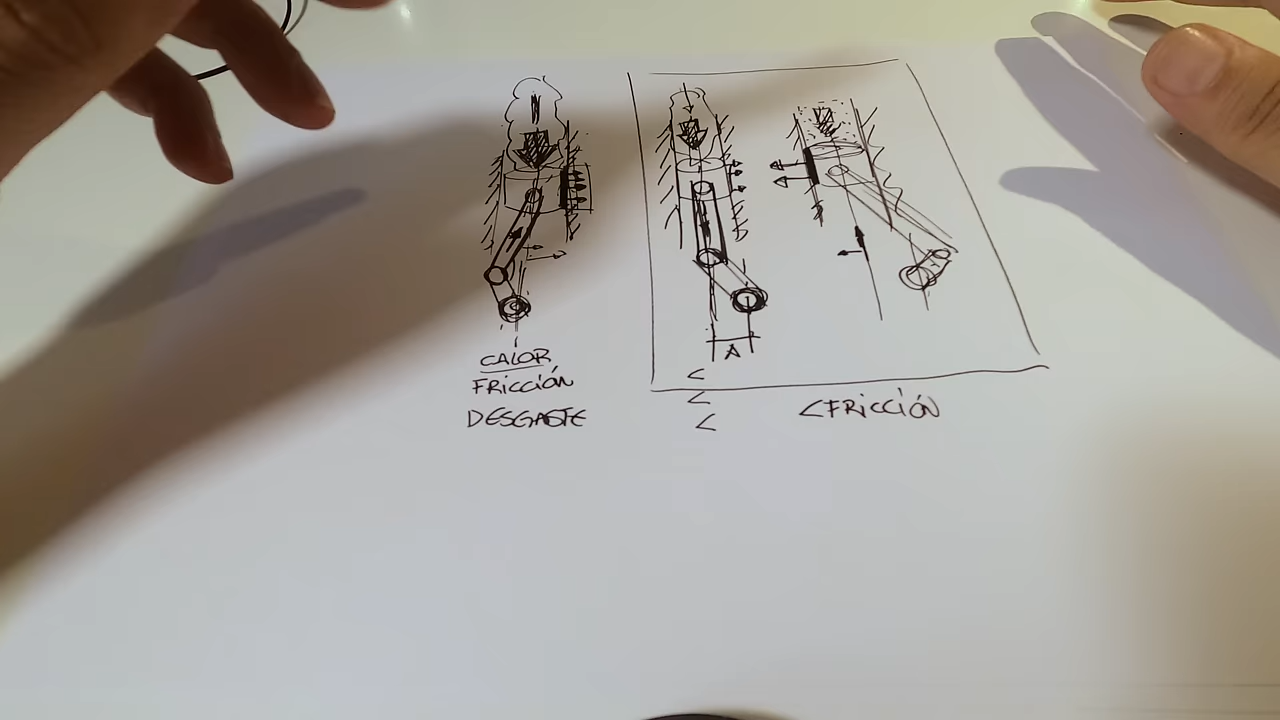 CALOR
FRICCIÓN
DESGASTE
A
<
<
<
<FRICCIÓN